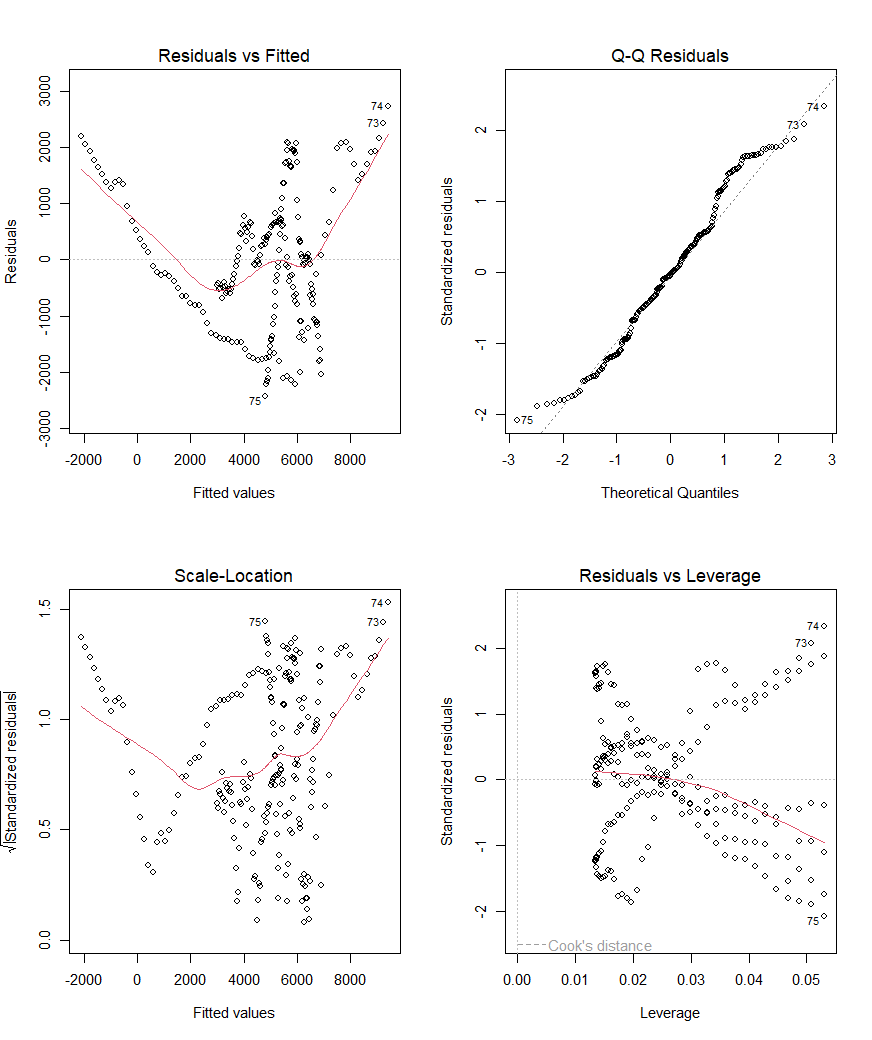 Residuals vs Fitted
3000
2000
1000
0
-1000
-2000
-3000
Residuals
74
73
75
-2000 0 2000 4000 6000 8000
Fitted values
Q-Q Residuals
2
1
0
-1
-2
Standardized residuals
74
73
75
-3 -2 -1 0 1 2 3
Theoretical Quantiles
Scale-Location
1.5
1.0
0.5
0.0
√|Standardized residuals|
74
75
73
-2000 0 2000 4000 6000 8000
Fitted values
Residuals vs Leverage
2
1
0
-1
-2
Standardized residuals
74
73
75
Cook's distance
0.00 0.01 0.02 0.03 0.04 0.05
Leverage